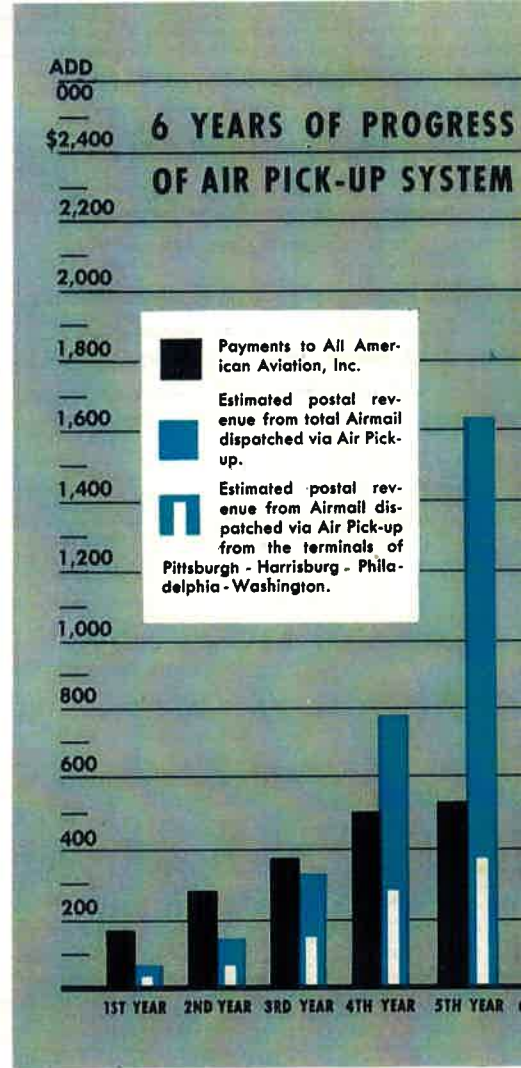 ADD
000
6 YEARS OF PROGRESS
OF AIR PICK-UP SYSTEM
$2,400
2,200
2,000
1,800
1,600
1,400
1,200
1,000
800
600
400
200
Payments to All Amer-
ican Aviation, Inc.
Estimated postal rev-
enue from total Airmail
dispatched via Air Pick-
up.
Estimated postal rev-
enue from Airmail dis-
patched via Air Pick-up
from the terminals of
Pittsburgh - Harrisburg - Phila-
delphia - Washington.
1ST YEAR 2ND YEAR 3RD YEAR 4TH YEAR 5TH YEAR